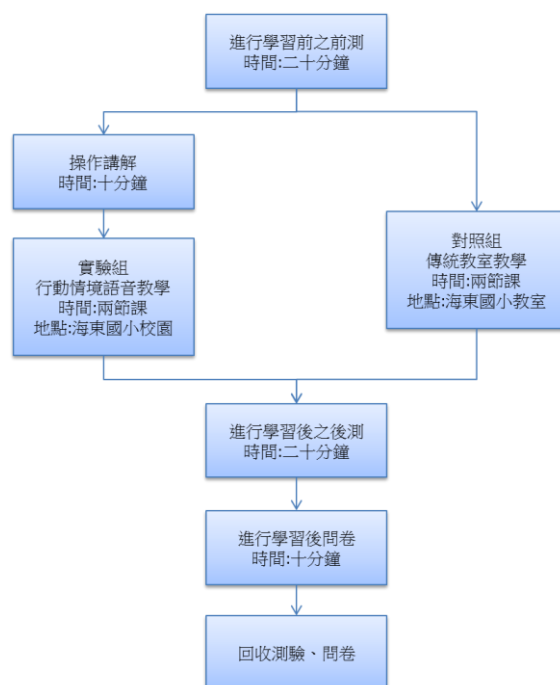 進行學習前之前測
時間:二十分鐘
操作講解
時間:十分鐘
實驗組
行動情境語音教學
時間:兩節課
地點:海東國小校園
對照組
傳統教室教學
時間:兩節課
地點:海東國小教室
進行學習後之後測
時間:二十分鐘
進行學習後問卷
時間:十分鐘
回收測驗、問卷